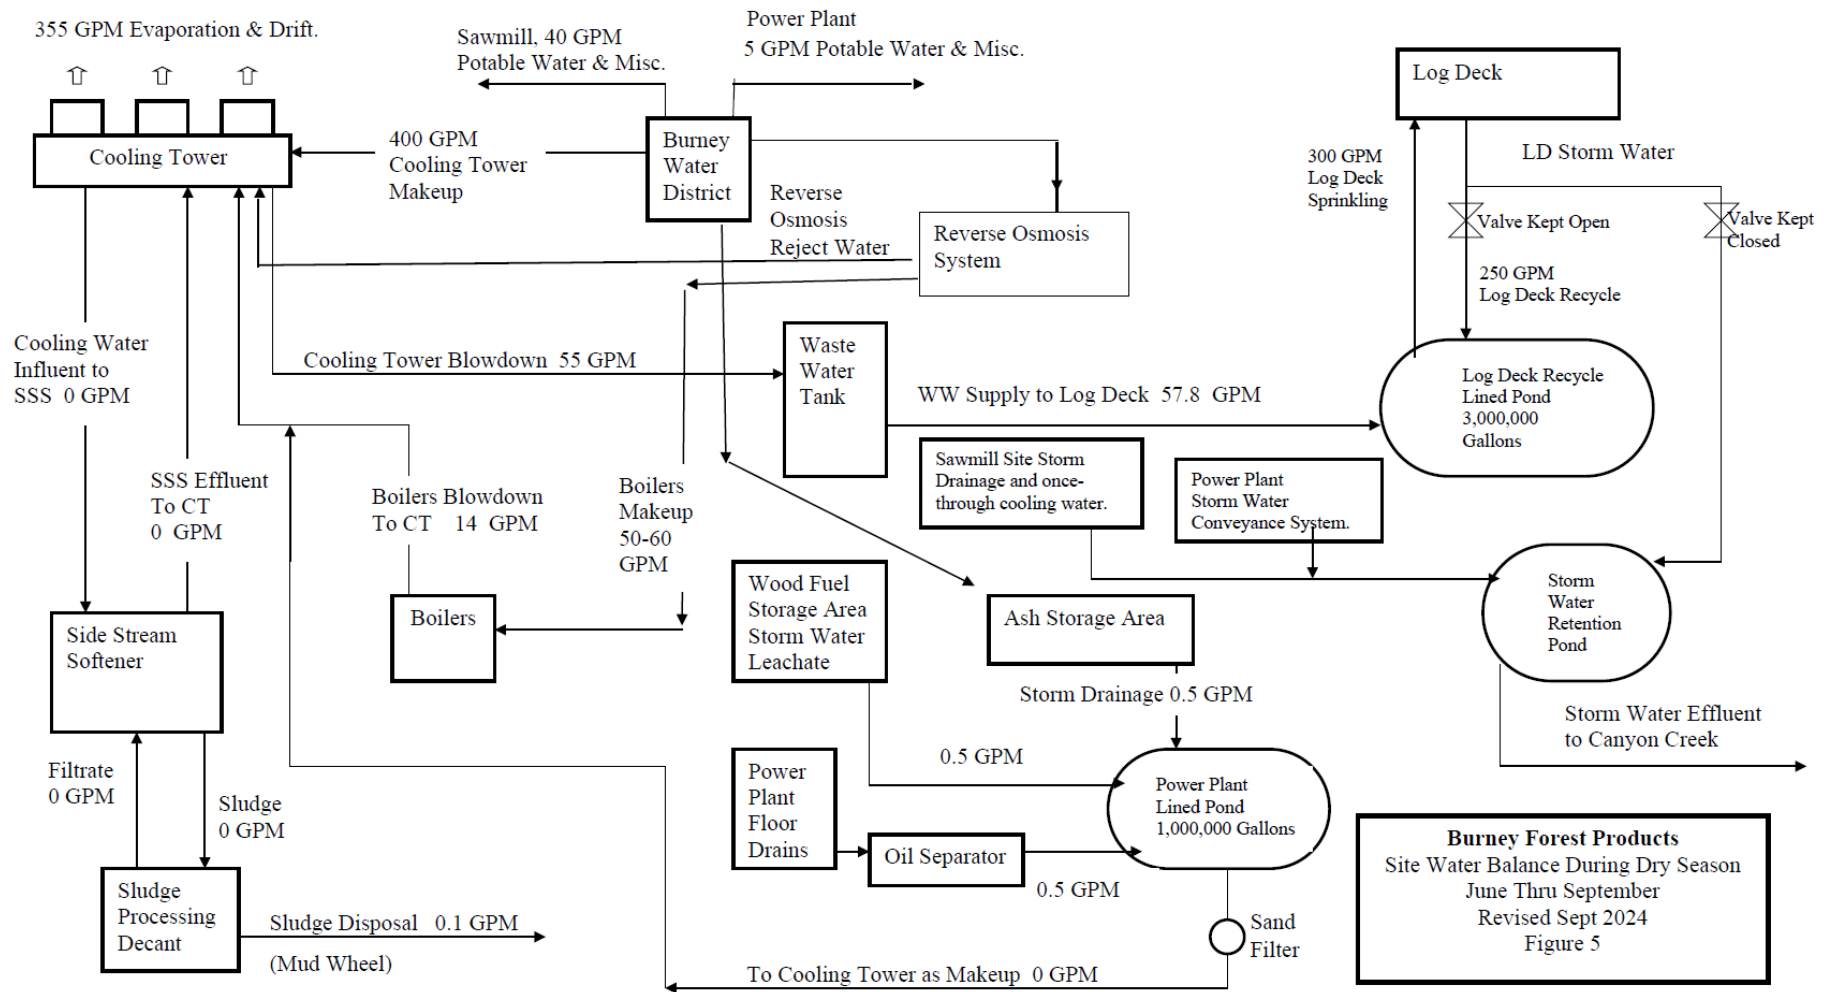 355 GPM Evaporation & Drift.
Sawmill, 40 GPM
Potable Water & Misc.
Power Plant
5 GPM Potable Water & Misc.
Log Deck
Cooling Tower
400 GPM
Cooling Tower
Makeup
Burney
Water
District
Reverse
Osmosis
Reject Water
Reverse Osmosis
System
300 GPM
Log Deck
Sprinkling
LD Storm Water
Valve Kept Open
Valve Kept
Closed
250 GPM
Log Deck Recycle
Cooling Water
Influent to
SSS 0 GPM
Cooling Tower Blowdown 55 GPM
Waste
Water
Tank
WW Supply to Log Deck 57.8 GPM
Log Deck Recycle
Lined Pond
3,000,000
Gallons
SSS Effluent
To CT
0 GPM
Boilers Blowdown
To CT 14 GPM
Boilers
Makeup
50-60
GPM
Sawmill Site Storm
Drainage and once-
through cooling water.
Power Plant
Storm Water
Conveyance System.
Side Stream
Softener
Boilers
Wood Fuel
Storage Area
Storm Water
Leachate
Ash Storage Area
Storm
Water
Retention
Pond
Storm Drainage 0.5 GPM
Storm Water Effluent
to Canyon Creek
Filtrate
0 GPM
Sludge
0 GPM
0.5 GPM
Power
Plant
Floor
Drains
Oil Separator
0.5 GPM
Power Plant
Lined Pond
1,000,000 Gallons
Sludge
Processing
Decant
Sludge Disposal 0.1 GPM
(Mud Wheel)
Sand
Filter
To Cooling Tower as Makeup 0 GPM
Burney Forest Products
Site Water Balance During Dry Season
June Thru September
Revised Sept 2024
Figure 5